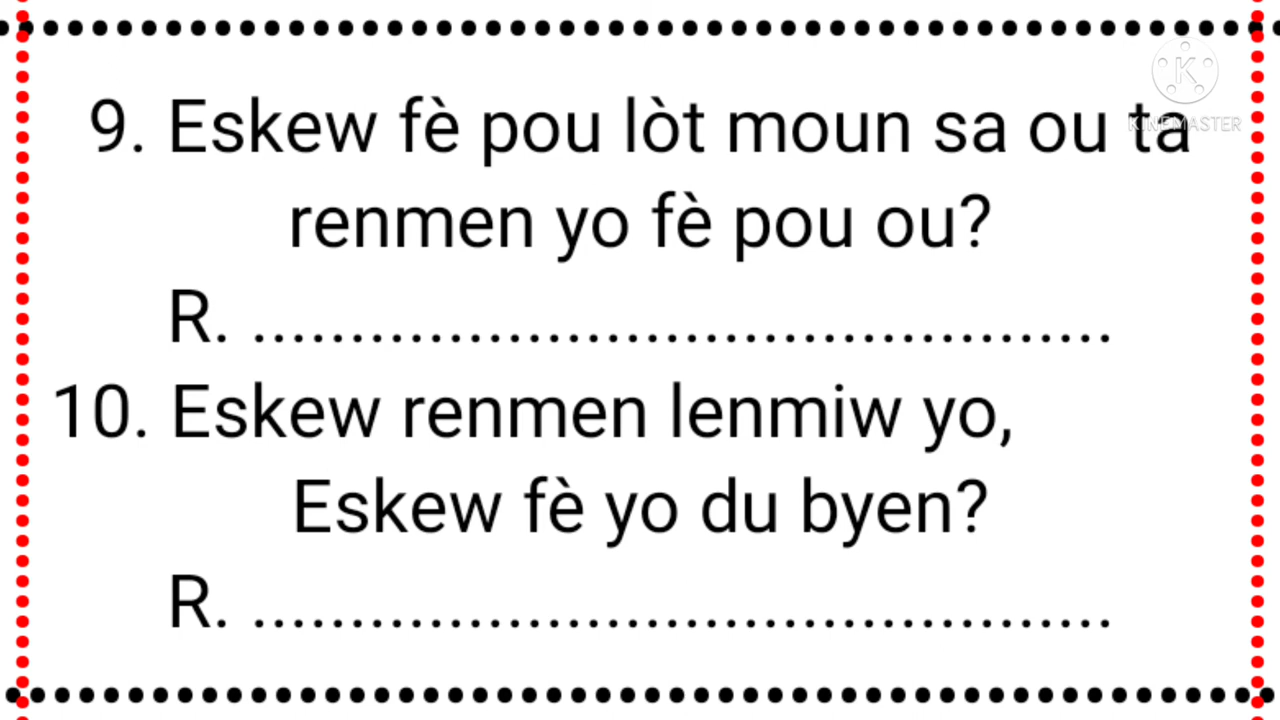 9. Eskew fè pou lòt moun sa ou ta
renmen yo fè pou ou?
R. ............................................
10. Eskew renmen lenmiw yo,
Eskew fè yo du byen?
R. ............................................
K
KINEMASTER